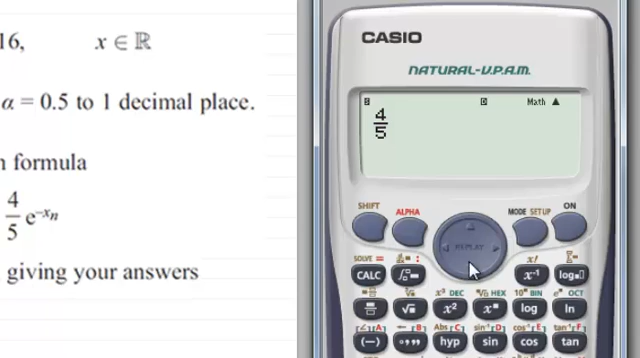 16, x ∈ ℝ
α = 0.5 to 1 decimal place.
n formula
4/5 e^{-x_n}
giving your answers
CASIO
NATURAL-V.P.A.M.
D Math ▲
4/5
SHIFT ALPHA MODE SETUP ON
REPLAY
SOLVE = : x! 
CALC x⁻¹ log
x³ DEC HEX 10ˣ BIN eˣ OCT
√ x² log ln
A B Abs C sin⁻¹ D cos⁻¹ E tan⁻¹ F
(−) hyp sin cos tan